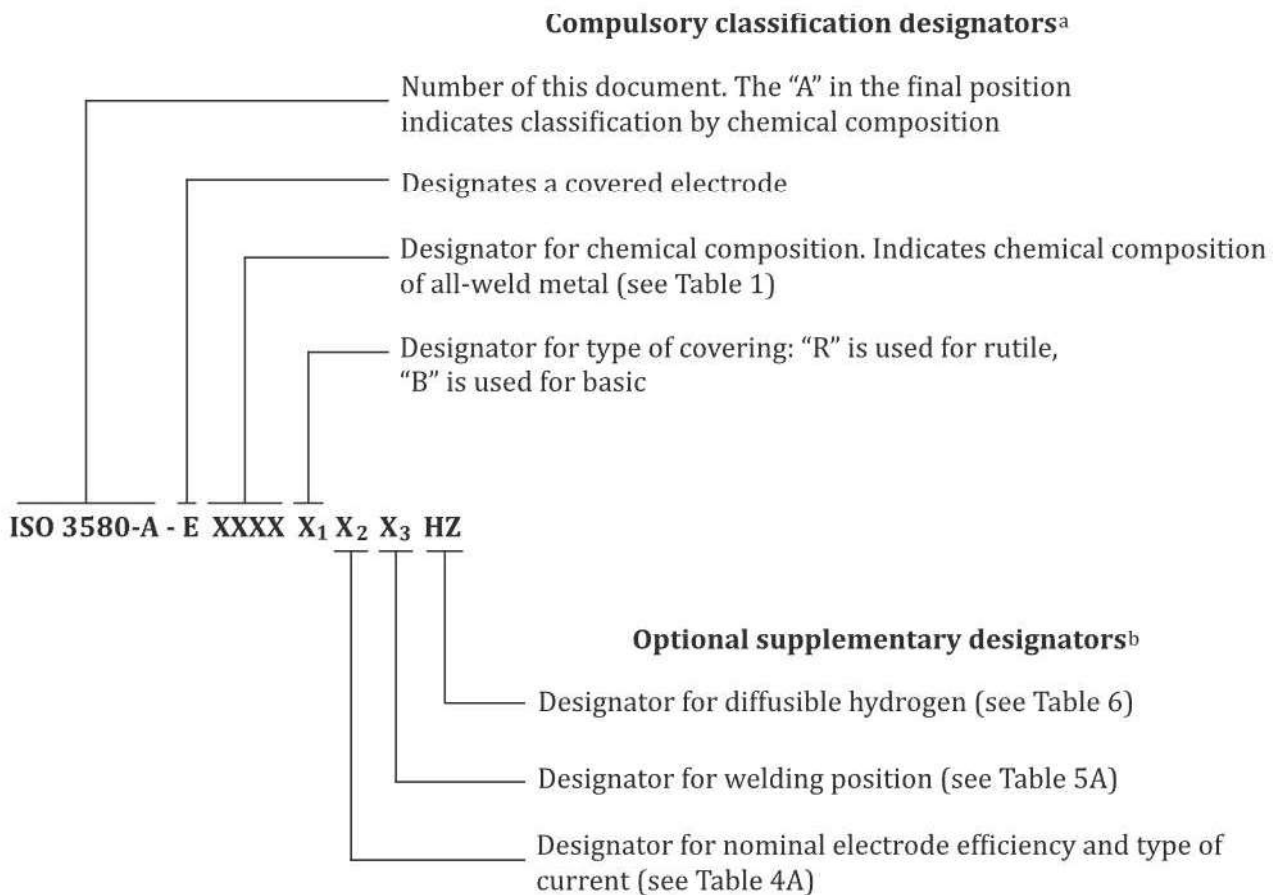 Compulsory classification designatorsa
Number of this document. The “A” in the final position
indicates classification by chemical composition
Designates a covered electrode
Designator for chemical composition. Indicates chemical composition
of all-weld metal (see Table 1)
Designator for type of covering: “R” is used for rutile,
“B” is used for basic
ISO 3580-A - E XXXX X1 X2 X3 HZ
Optional supplementary designatorsb
Designator for diffusible hydrogen (see Table 6)
Designator for welding position (see Table 5A)
Designator for nominal electrode efficiency and type of
current (see Table 4A)